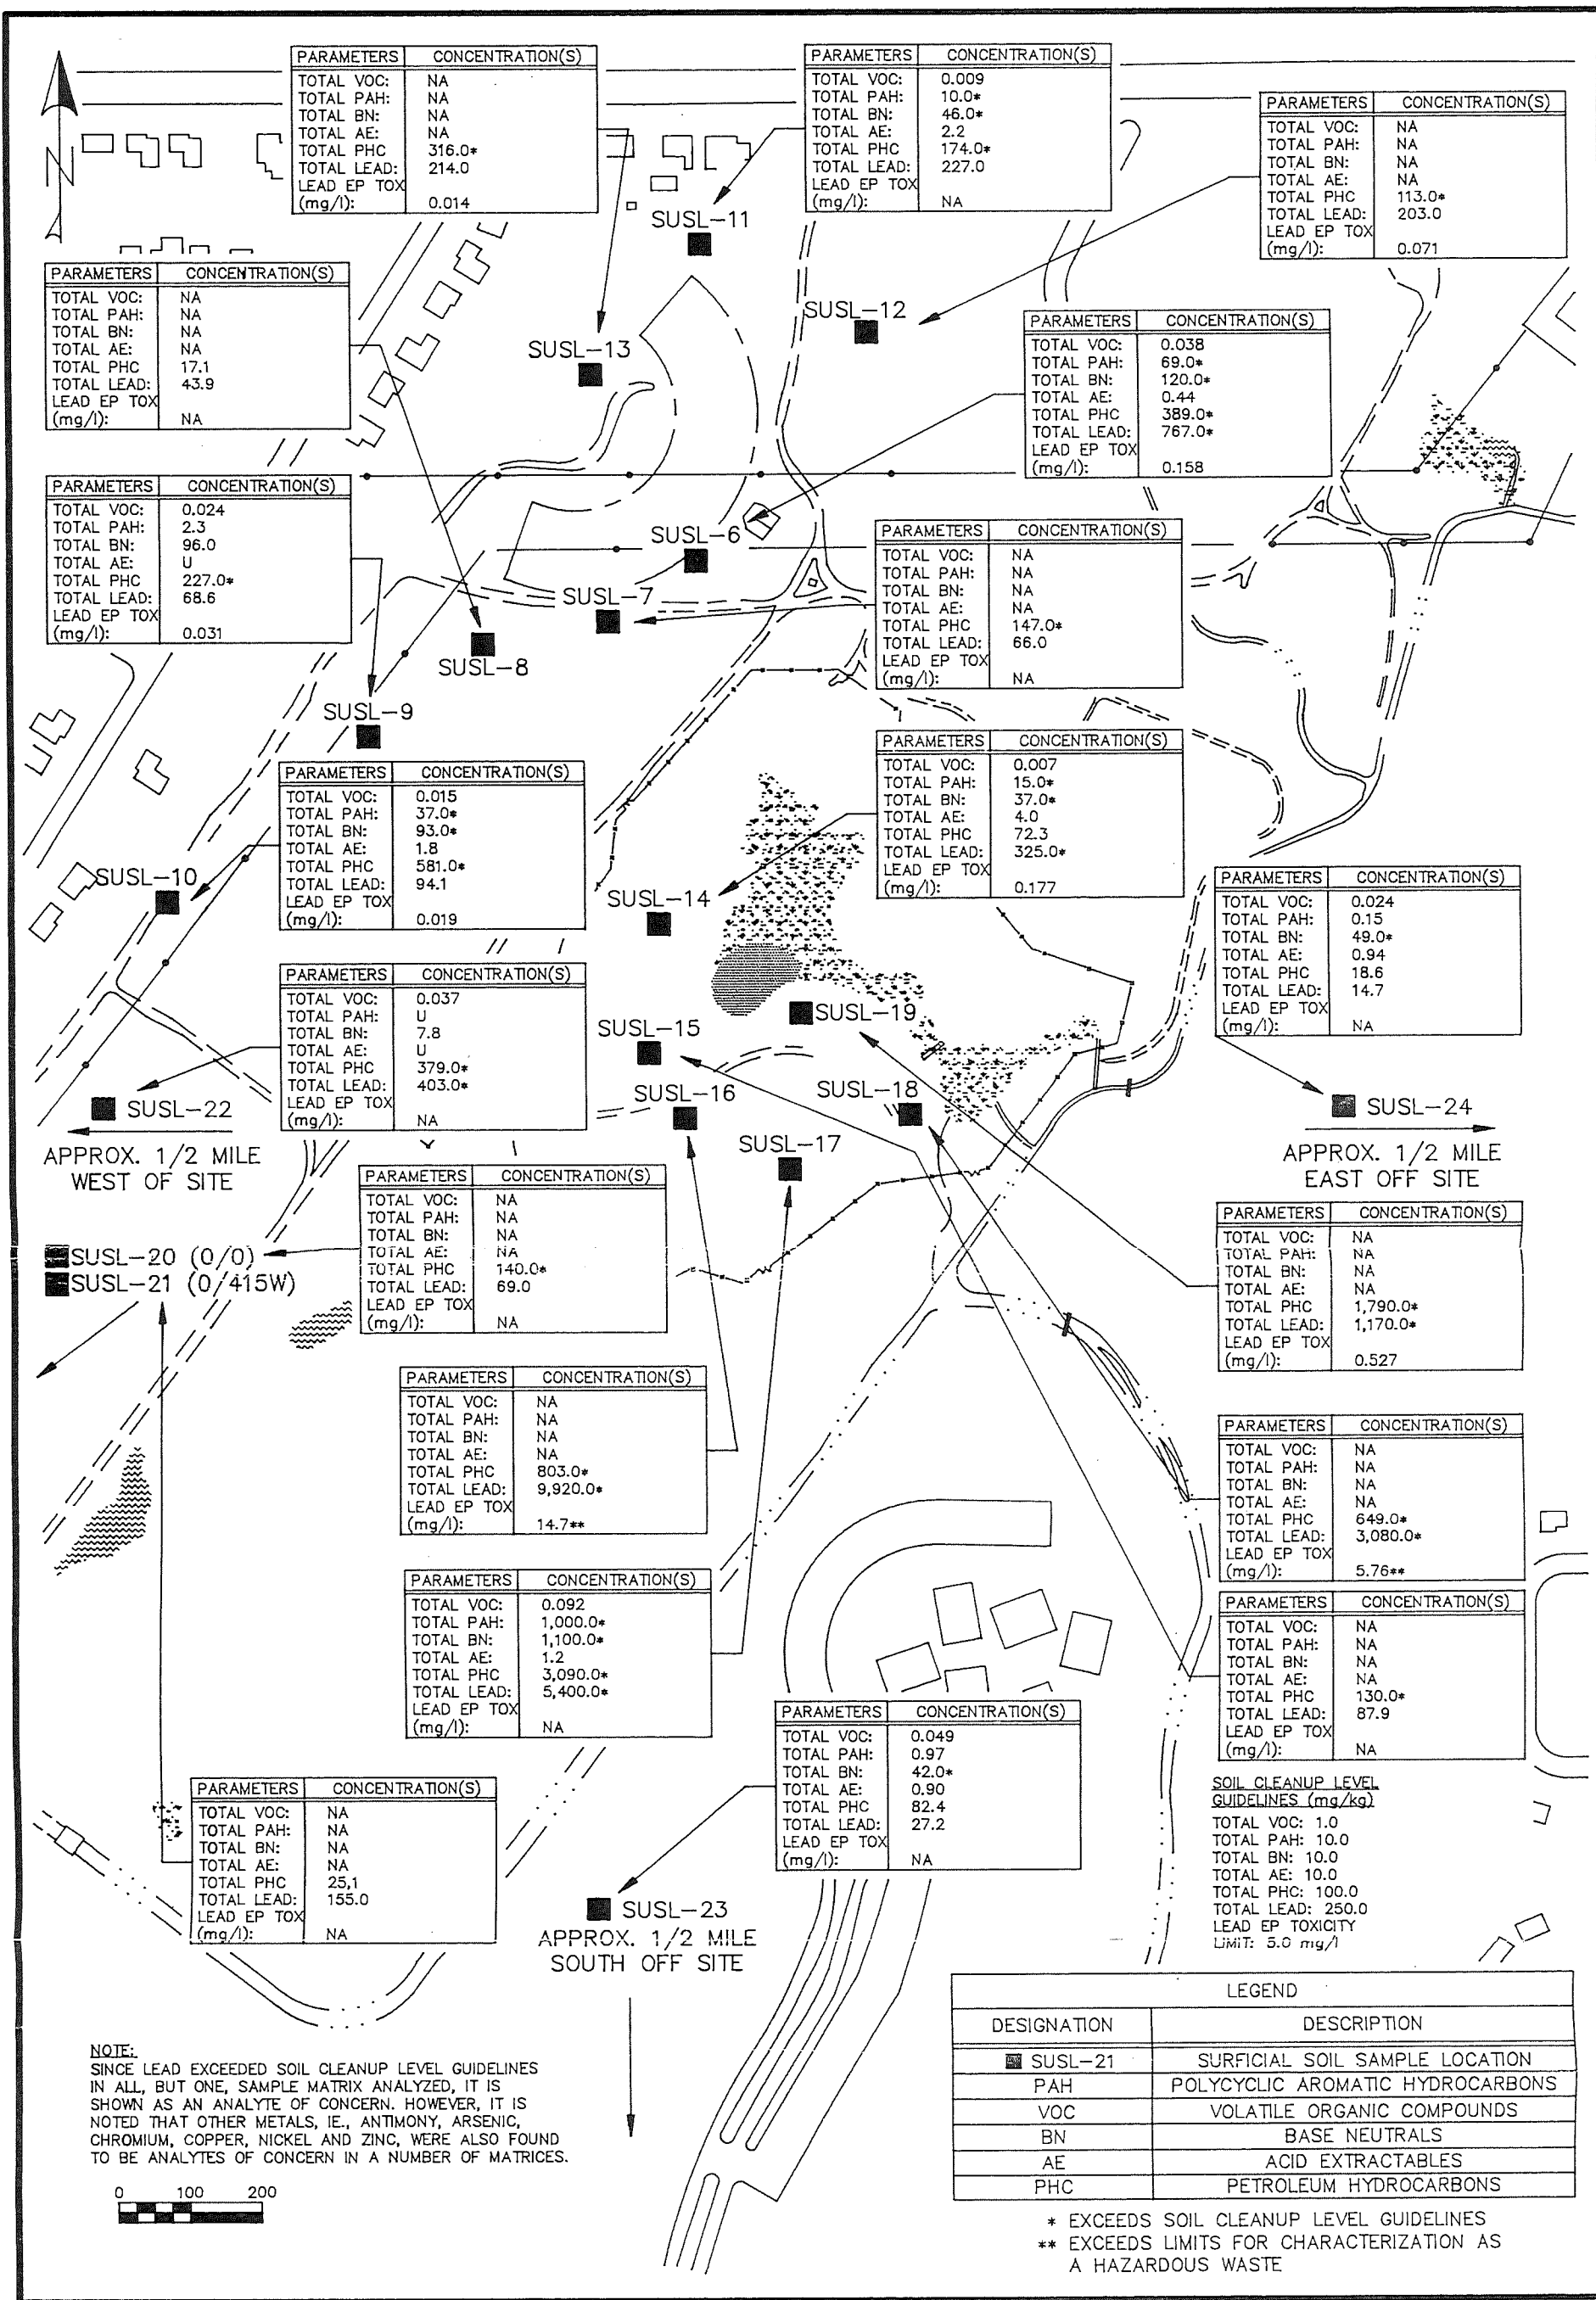 PARAMETERS CONCENTRATION(S)
TOTAL VOC: NA
TOTAL PAH: NA
TOTAL BN: NA
TOTAL AE: NA
TOTAL PHC 316.0*
TOTAL LEAD: 214.0
LEAD EP TOX
(mg/l): 0.014
PARAMETERS CONCENTRATION(S)
TOTAL VOC: 0.009
TOTAL PAH: 10.0*
TOTAL BN: 46.0*
TOTAL AE: 2.2
TOTAL PHC 174.0*
TOTAL LEAD: 227.0
LEAD EP TOX
(mg/l): NA
PARAMETERS CONCENTRATION(S)
TOTAL VOC: NA
TOTAL PAH: NA
TOTAL BN: NA
TOTAL AE: NA
TOTAL PHC 113.0*
TOTAL LEAD: 203.0
LEAD EP TOX
(mg/l): 0.071
N
SUSL-11
PARAMETERS CONCENTRATION(S)
TOTAL VOC: NA
TOTAL PAH: NA
TOTAL BN: NA
TOTAL AE: NA
TOTAL PHC 17.1
TOTAL LEAD: 43.9
LEAD EP TOX
(mg/l): NA
SUSL-12
SUSL-13
PARAMETERS CONCENTRATION(S)
TOTAL VOC: 0.038
TOTAL PAH: 69.0*
TOTAL BN: 120.0*
TOTAL AE: 0.44
TOTAL PHC 389.0*
TOTAL LEAD: 767.0*
LEAD EP TOX
(mg/l): 0.158
PARAMETERS CONCENTRATION(S)
TOTAL VOC: 0.024
TOTAL PAH: 2.3
TOTAL BN: 96.0
TOTAL AE: U
TOTAL PHC 227.0*
TOTAL LEAD: 68.6
LEAD EP TOX
(mg/l): 0.031
SUSL-6
SUSL-7
SUSL-8
SUSL-9
PARAMETERS CONCENTRATION(S)
TOTAL VOC: NA
TOTAL PAH: NA
TOTAL BN: NA
TOTAL AE: NA
TOTAL PHC 147.0*
TOTAL LEAD: 66.0
LEAD EP TOX
(mg/l): NA
PARAMETERS CONCENTRATION(S)
TOTAL VOC: 0.007
TOTAL PAH: 15.0*
TOTAL BN: 37.0*
TOTAL AE: 4.0
TOTAL PHC 72.3
TOTAL LEAD: 325.0*
LEAD EP TOX
(mg/l): 0.177
PARAMETERS CONCENTRATION(S)
TOTAL VOC: 0.015
TOTAL PAH: 37.0*
TOTAL BN: 93.0*
TOTAL AE: 1.8
TOTAL PHC 581.0*
TOTAL LEAD: 94.1
LEAD EP TOX
(mg/l): 0.019
SUSL-10
SUSL-14
PARAMETERS CONCENTRATION(S)
TOTAL VOC: 0.024
TOTAL PAH: 0.15
TOTAL BN: 49.0*
TOTAL AE: 0.94
TOTAL PHC 18.6
TOTAL LEAD: 14.7
LEAD EP TOX
(mg/l): NA
PARAMETERS CONCENTRATION(S)
TOTAL VOC: 0.037
TOTAL PAH: U
TOTAL BN: 7.8
TOTAL AE: U
TOTAL PHC 379.0*
TOTAL LEAD: 403.0*
LEAD EP TOX
(mg/l): NA
SUSL-15
SUSL-19
SUSL-16
SUSL-18
SUSL-17
SUSL-22
APPROX. 1/2 MILE
WEST OF SITE
SUSL-24
APPROX. 1/2 MILE
EAST OFF SITE
PARAMETERS CONCENTRATION(S)
TOTAL VOC: NA
TOTAL PAH: NA
TOTAL BN: NA
TOTAL AE: NA
TOTAL PHC 140.0*
TOTAL LEAD: 69.0
LEAD EP TOX
(mg/l): NA
SUSL-20 (0/0)
SUSL-21 (0/415W)
PARAMETERS CONCENTRATION(S)
TOTAL VOC: NA
TOTAL PAH: NA
TOTAL BN: NA
TOTAL AE: NA
TOTAL PHC 1,790.0*
TOTAL LEAD: 1,170.0*
LEAD EP TOX
(mg/l): 0.527
PARAMETERS CONCENTRATION(S)
TOTAL VOC: NA
TOTAL PAH: NA
TOTAL BN: NA
TOTAL AE: NA
TOTAL PHC 803.0*
TOTAL LEAD: 9,920.0*
LEAD EP TOX
(mg/l): 14.7**
PARAMETERS CONCENTRATION(S)
TOTAL VOC: NA
TOTAL PAH: NA
TOTAL BN: NA
TOTAL AE: NA
TOTAL PHC 649.0*
TOTAL LEAD: 3,080.0*
LEAD EP TOX
(mg/l): 5.76**
PARAMETERS CONCENTRATION(S)
TOTAL VOC: 0.092
TOTAL PAH: 1,000.0*
TOTAL BN: 1,100.0*
TOTAL AE: 1.2
TOTAL PHC 3,090.0*
TOTAL LEAD: 5,400.0*
LEAD EP TOX
(mg/l): NA
PARAMETERS CONCENTRATION(S)
TOTAL VOC: NA
TOTAL PAH: NA
TOTAL BN: NA
TOTAL AE: NA
TOTAL PHC 130.0*
TOTAL LEAD: 87.9
LEAD EP TOX
(mg/l): NA
PARAMETERS CONCENTRATION(S)
TOTAL VOC: 0.049
TOTAL PAH: 0.97
TOTAL BN: 42.0*
TOTAL AE: 0.90
TOTAL PHC 82.4
TOTAL LEAD: 27.2
LEAD EP TOX
(mg/l): NA
PARAMETERS CONCENTRATION(S)
TOTAL VOC: NA
TOTAL PAH: NA
TOTAL BN: NA
TOTAL AE: NA
TOTAL PHC 25,1
TOTAL LEAD: 155.0
LEAD EP TOX
(mg/l): NA
SUSL-23
APPROX. 1/2 MILE
SOUTH OFF SITE
SOIL CLEANUP LEVEL
GUIDELINES (mg/kg)
TOTAL VOC: 1.0
TOTAL PAH: 10.0
TOTAL BN: 10.0
TOTAL AE: 10.0
TOTAL PHC: 100.0
TOTAL LEAD: 250.0
LEAD EP TOXICITY
LIMIT: 5.0 mg/l
NOTE:
SINCE LEAD EXCEEDED SOIL CLEANUP LEVEL GUIDELINES
IN ALL, BUT ONE, SAMPLE MATRIX ANALYZED, IT IS
SHOWN AS AN ANALYTE OF CONCERN. HOWEVER, IT IS
NOTED THAT OTHER METALS, IE., ANTIMONY, ARSENIC,
CHROMIUM, COPPER, NICKEL AND ZINC, WERE ALSO FOUND
TO BE ANALYTES OF CONCERN IN A NUMBER OF MATRICES.
0 100 200
LEGEND
DESIGNATION DESCRIPTION
SUSL-21 SURFICIAL SOIL SAMPLE LOCATION
PAH POLYCYCLIC AROMATIC HYDROCARBONS
VOC VOLATILE ORGANIC COMPOUNDS
BN BASE NEUTRALS
AE ACID EXTRACTABLES
PHC PETROLEUM HYDROCARBONS
* EXCEEDS SOIL CLEANUP LEVEL GUIDELINES
** EXCEEDS LIMITS FOR CHARACTERIZATION AS
A HAZARDOUS WASTE